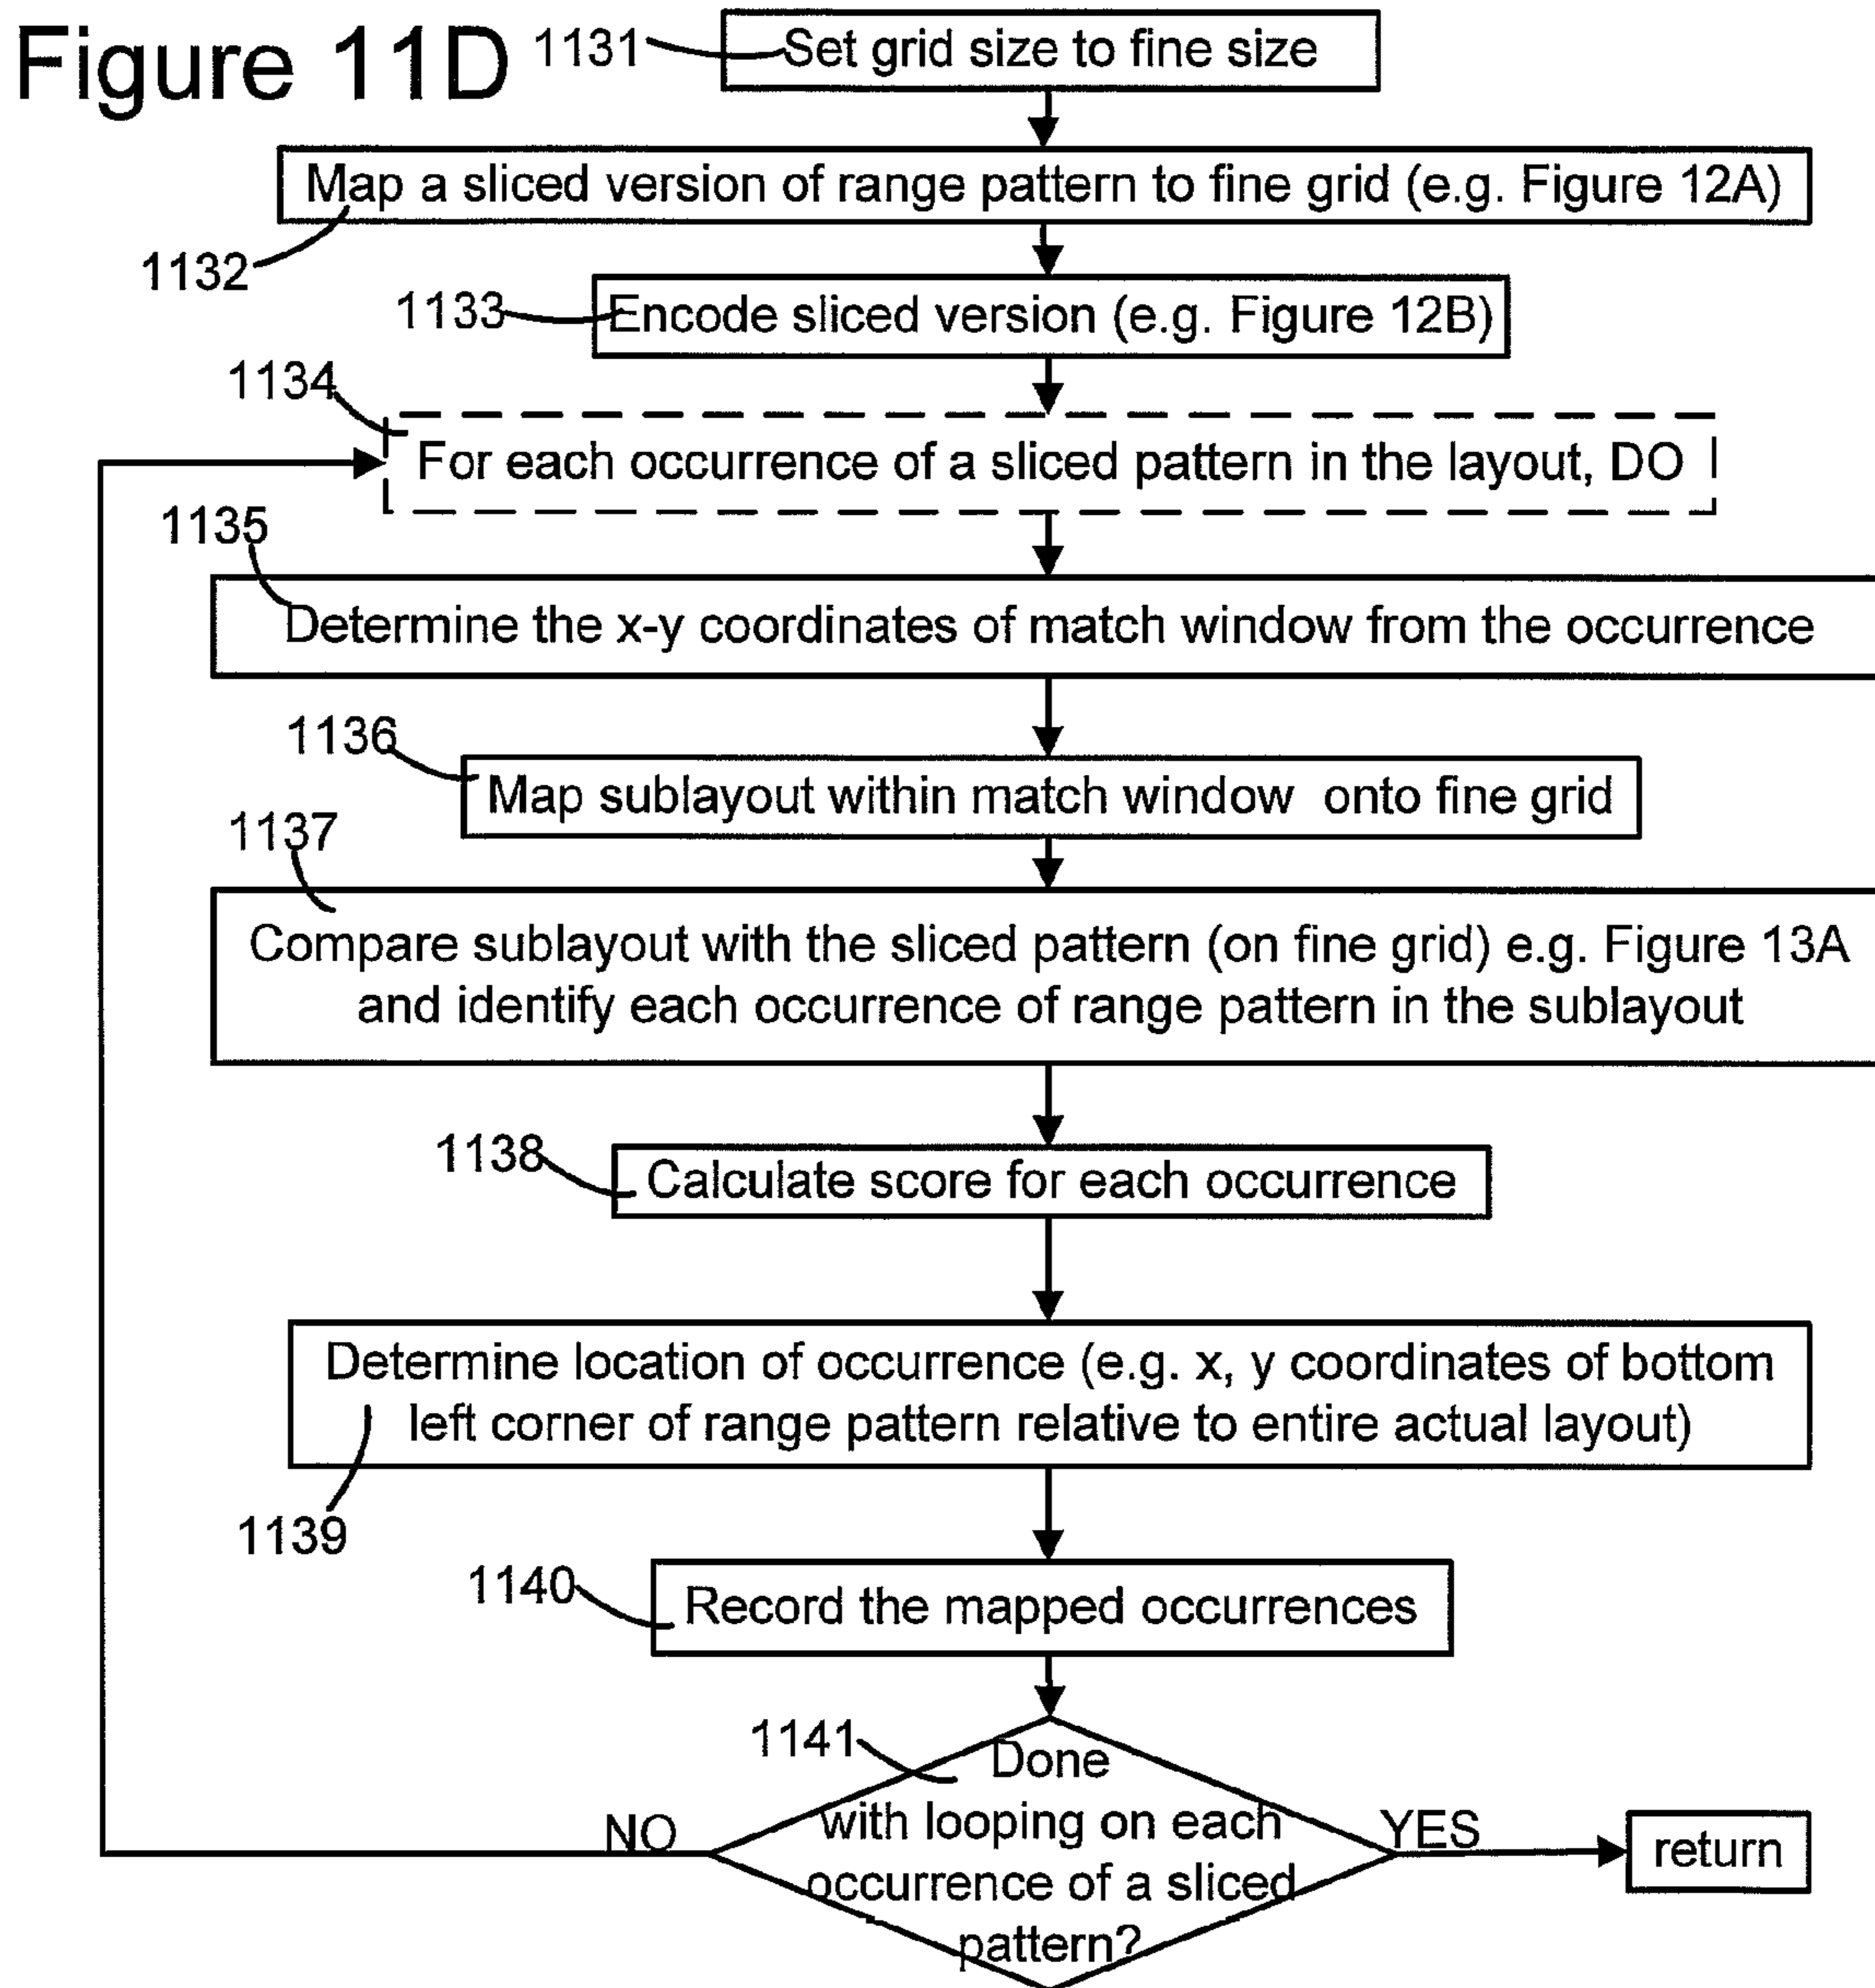 Figure 11D
1131
Set grid size to fine size
Map a sliced version of range pattern to fine grid (e.g. Figure 12A)
1132
1133
Encode sliced version (e.g. Figure 12B)
1134
For each occurrence of a sliced pattern in the layout, DO
1135
Determine the x-y coordinates of match window from the occurrence
1136
Map sublayout within match window onto fine grid
1137
Compare sublayout with the sliced pattern (on fine grid) e.g. Figure 13A
and identify each occurrence of range pattern in the sublayout
1138
Calculate score for each occurrence
Determine location of occurrence (e.g. x, y coordinates of bottom
left corner of range pattern relative to entire actual layout)
1139
1140
Record the mapped occurrences
1141
Done
with looping on each
occurrence of a sliced
pattern?
NO
YES
return